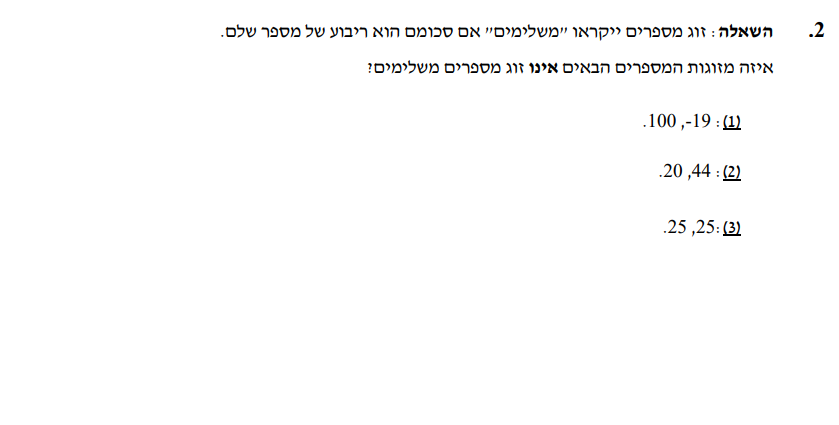 2. השאלה: זוג מספרים ייקראו "משלימים" אם סכומם הוא ריבוע של מספר שלם.
איזה מזוגות המספרים הבאים אינו זוג מספרים משלימים?
(1): 19-, 100.
(2): 44, 20.
(3): 25, 25.